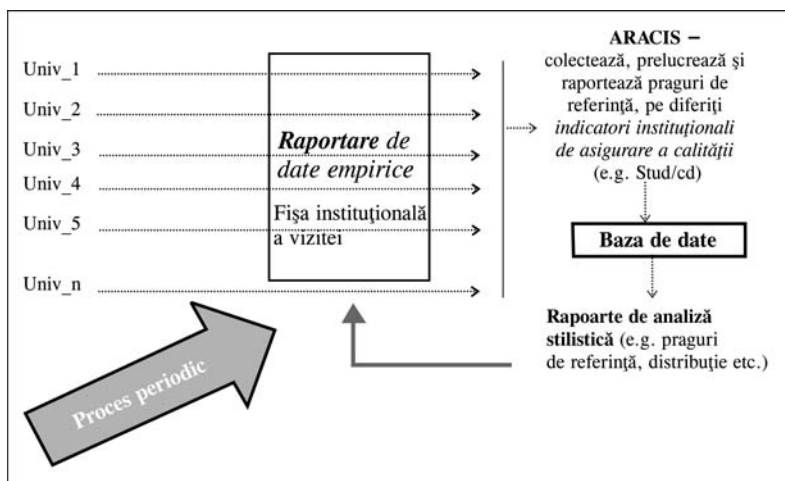 Univ_1
Univ_2
Univ_3
Univ_4
Univ_5
Univ_n
Raportare de
date empirice
Fişa instituţională
a vizitei
ARACIS –
colectează, prelucrează şi
raportează praguri de
referinţă, pe diferiţi
indicatori instituţionali
de asigurare a calităţii
(e.g. Stud/cd)
Baza de date
Rapoarte de analiză
stilistică (e.g. praguri
de referinţă, distribuţie etc.)
Proces periodic